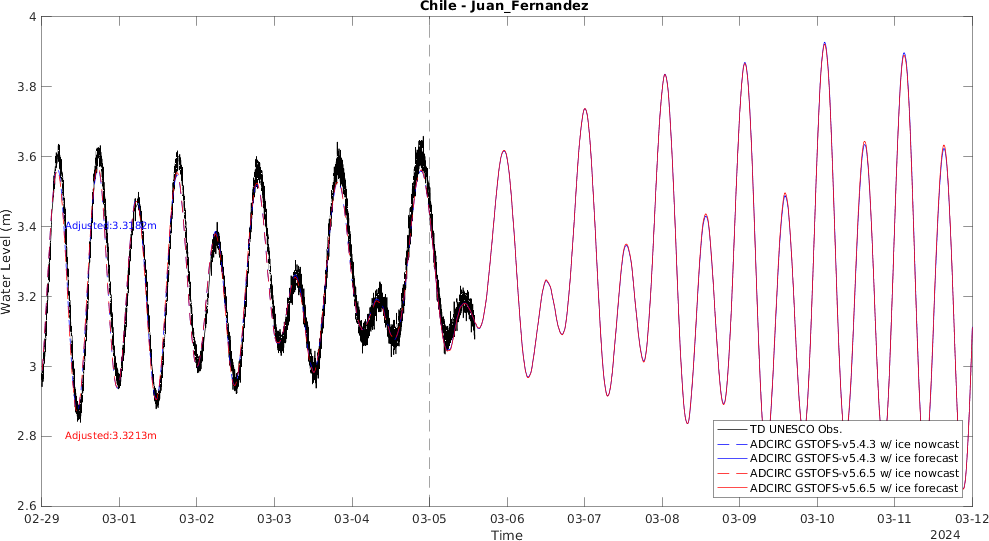 Chile - Juan_Fernandez
4
3.8
3.6
3.4
3.2
3
2.8
2.6
Water Level (m)
Adjusted:3.3182m
Adjusted:3.3213m
TD UNESCO Obs.
ADCIRC GSTOFS-v5.4.3 w/ ice nowcast
ADCIRC GSTOFS-v5.4.3 w/ ice forecast
ADCIRC GSTOFS-v5.6.5 w/ ice nowcast
ADCIRC GSTOFS-v5.6.5 w/ ice forecast
02-29 03-01 03-02 03-03 03-04 03-05 03-06 03-07 03-08 03-09 03-10 03-11 03-12
Time
2024